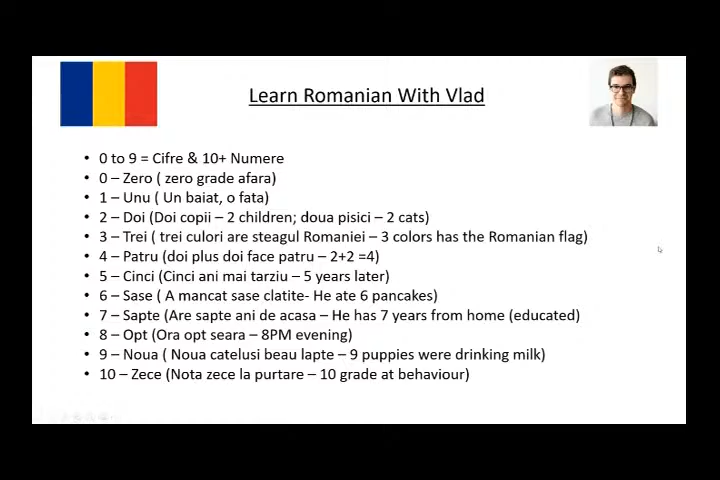 Learn Romanian With Vlad
• 0 to 9 = Cifre & 10+ Numere
• 0 – Zero ( zero grade afara)
• 1 – Unu ( Un baiat, o fata)
• 2 – Doi (Doi copii – 2 children; doua pisici – 2 cats)
• 3 – Trei ( trei culori are steagul Romaniei – 3 colors has the Romanian flag)
• 4 – Patru (doi plus doi face patru – 2+2 =4)
• 5 – Cinci (Cinci ani mai tarziu – 5 years later)
• 6 – Sase ( A mancat sase clatite- He ate 6 pancakes)
• 7 – Sapte (Are sapte ani de acasa – He has 7 years from home (educated)
• 8 – Opt (Ora opt seara – 8PM evening)
• 9 – Noua ( Noua catelusi beau lapte – 9 puppies were drinking milk)
• 10 – Zece (Nota zece la purtare – 10 grade at behaviour)